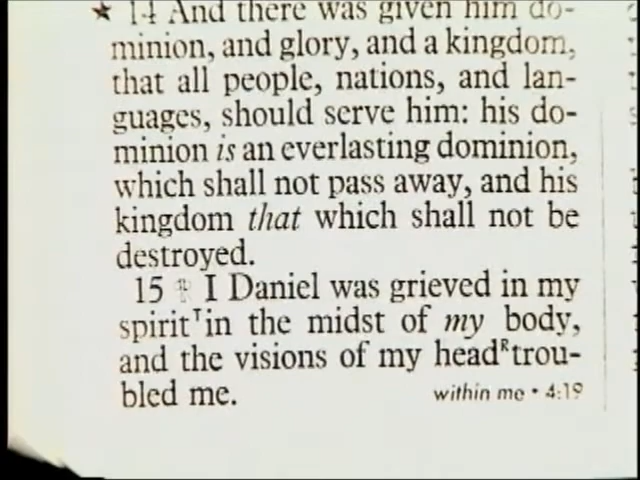 ★ 14 And there was given him do-
minion, and glory, and a kingdom,
that all people, nations, and lan-
guages, should serve him: his do-
minion is an everlasting dominion,
which shall not pass away, and his
kingdom that which shall not be
destroyed.
15 I Daniel was grieved in my
spiritᵀ in the midst of my body,
and the visions of my headᴿ trou-
bled me.
within me • 4:19